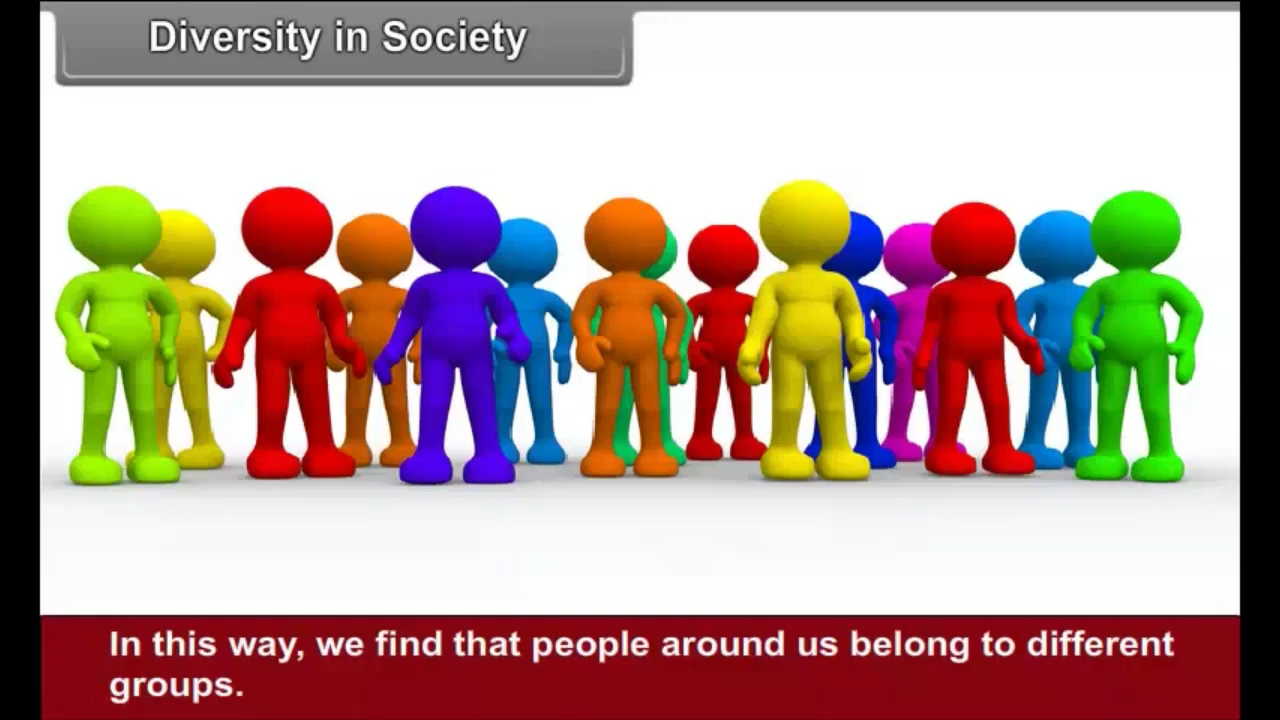 Diversity in Society
In this way, we find that people around us belong to different
groups.